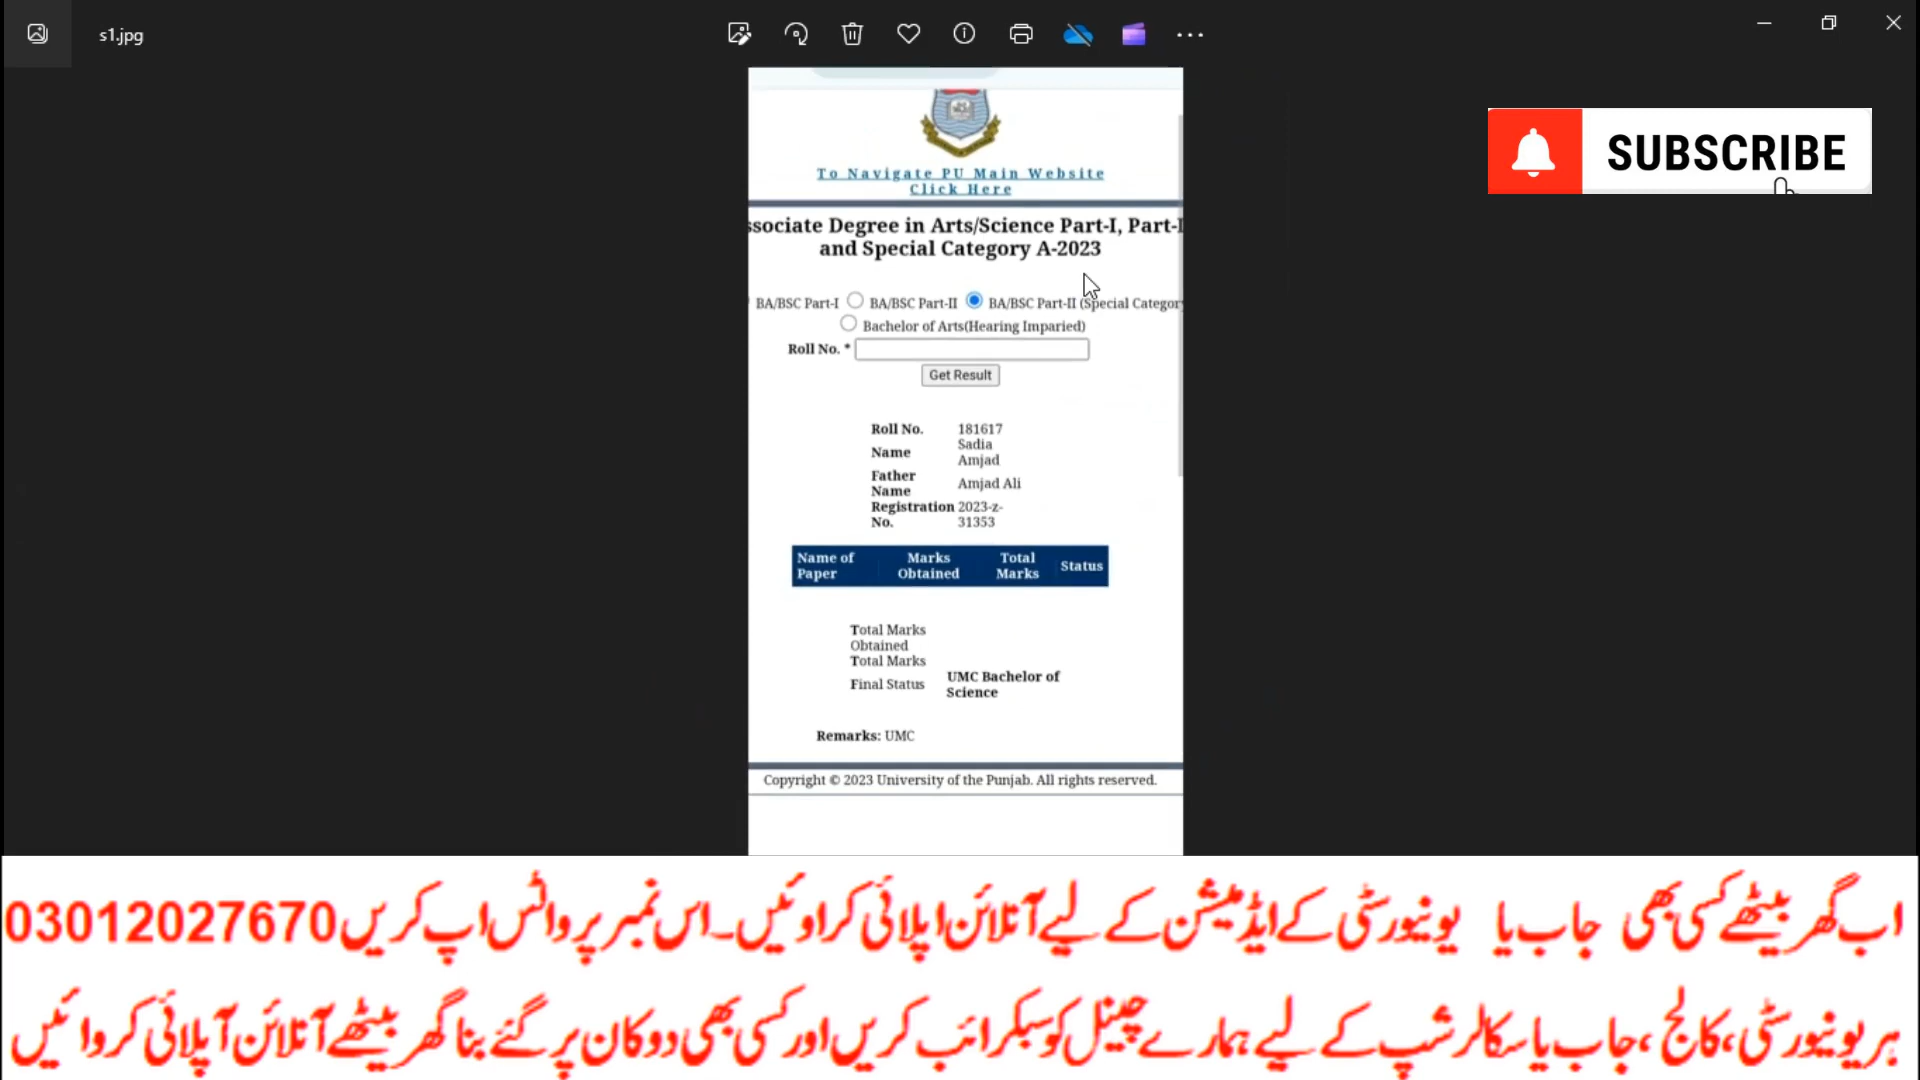 s1.jpg
SUBSCRIBE
To Navigate PU Main Website
Click Here
ssociate Degree in Arts/Science Part-I, Part-I
and Special Category A-2023
BA/BSC Part-I BA/BSC Part-II BA/BSC Part-II (Special Categor
Bachelor of Arts(Hearing Imparied)
Roll No. *
Get Result
Roll No. 181617
Name Sadia Amjad
Father Name Amjad Ali
Registration No. 2023-z-31353
Name of Paper Marks Obtained Total Marks Status
Total Marks Obtained
Total Marks
Final Status UMC Bachelor of Science
Remarks: UMC
Copyright © 2023 University of the Punjab. All rights reserved.
اب گھر بیٹھے کسی بھی جاب یا یونیورسٹی کے ایڈمیشن کے لیے آنلائن اپلائی کراوئیں۔اس نمبر پر واٹس اپ کریں 03012027670
ہر یونیورسٹی، کالج ،جاب یا سکالرشپ کے لیے ہمارے چینل کو سبکرائب کریں اور کسی بھی دوکان پر گئے بنا گھر بیٹھے آنلائن آپلائی کروائیں